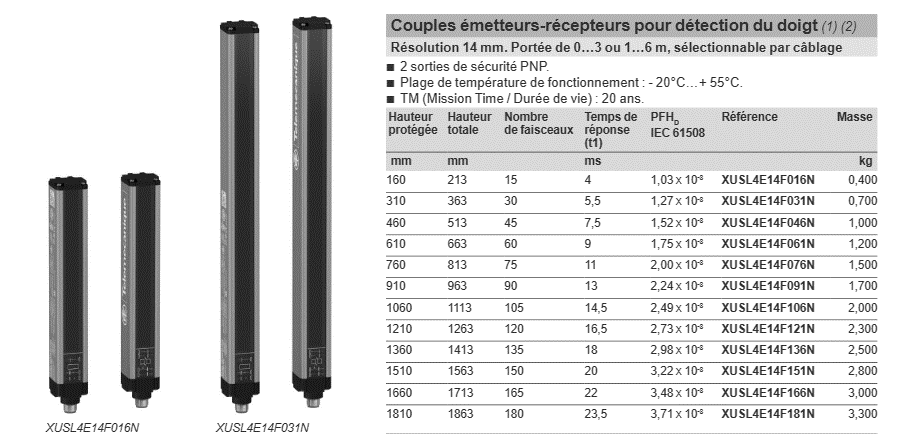 Couples émetteurs-récepteurs pour détection du doigt (1) (2)
Résolution 14 mm. Portée de 0…3 ou 1…6 m, sélectionnable par câblage
■ 2 sorties de sécurité PNP.
■ Plage de température de fonctionnement : - 20°C…+ 55°C.
■ TM (Mission Time / Durée de vie) : 20 ans.
Hauteur protégée Hauteur totale Nombre de faisceaux Temps de réponse (t1) PFHD IEC 61508 Référence Masse
mm mm ms kg
160 213 15 4 1,03 x 10-8 XUSL4E14F016N 0,400
310 363 30 5,5 1,27 x 10-8 XUSL4E14F031N 0,700
460 513 45 7,5 1,52 x 10-8 XUSL4E14F046N 1,000
610 663 60 9 1,75 x 10-8 XUSL4E14F061N 1,200
760 813 75 11 2,00 x 10-8 XUSL4E14F076N 1,500
910 963 90 13 2,24 x 10-8 XUSL4E14F091N 1,700
1060 1113 105 14,5 2,49 x 10-8 XUSL4E14F106N 2,000
1210 1263 120 16,5 2,73 x 10-8 XUSL4E14F121N 2,300
1360 1413 135 18 2,98 x 10-8 XUSL4E14F136N 2,500
1510 1563 150 20 3,22 x 10-8 XUSL4E14F151N 2,800
1660 1713 165 22 3,48 x 10-8 XUSL4E14F166N 3,000
1810 1863 180 23,5 3,71 x 10-8 XUSL4E14F181N 3,300
Telemecanique
Telemecanique
XUSL4E14F016N
XUSL4E14F031N